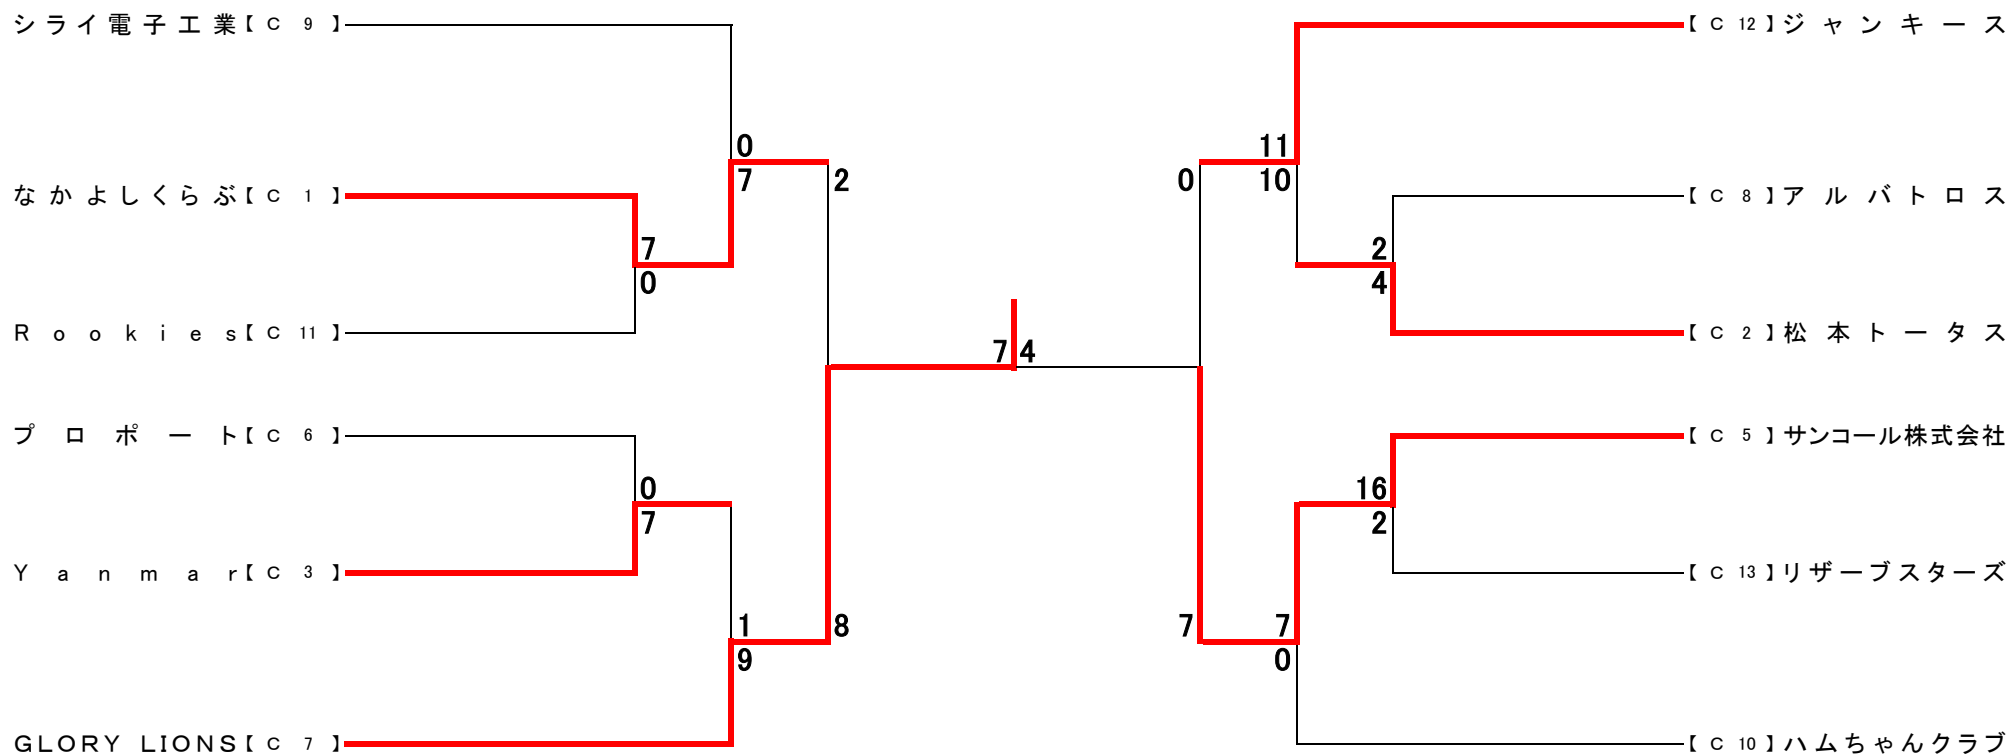 シライ電子工業【 C 9 】
【 C 12 】ジャンキース
0
11
7
2
0
10
なかよしくらぶ【 C 1 】
【 C 8 】アルバトロス
7
2
0
4
Rookies【 C 11 】
【 C 2 】松本トータス
7 4
プロポート【 C 6 】
【 C 5 】サンコール株式会社
0
16
7
2
Yanmar【 C 3 】
【 C 13 】リザーブスターズ
1
8
7
7
9
0
GLORY LIONS【 C 7 】
【 C 10 】ハムちゃんクラブ